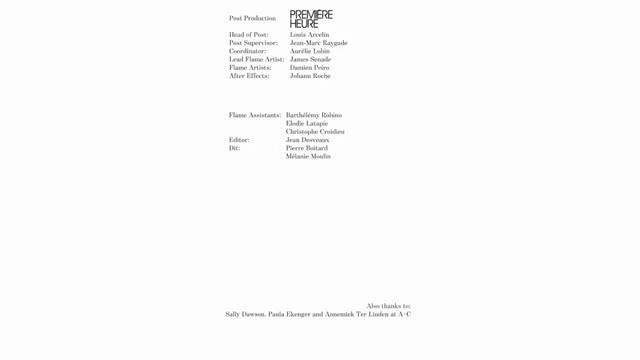 Post Production PREMIÈRE
HEURE
Head of Post: Louis Arcelin
Post Supervisor: Jean-Marc Raygade
Coordinator: Aurélie Lobin
Lead Flame Artist: James Senade
Flame Artists: Damien Peiro
After Effects: Johann Roche
Flame Assistants: Barthélémy Robino
Elodie Latapie
Christophe Croidieu
Editor: Jean Desveaux
Dit: Pierre Boitard
Mélanie Moulin
Also thanks to:
Sally Dawson, Paula Ekenger and Annemiek Ter Linden at A+C